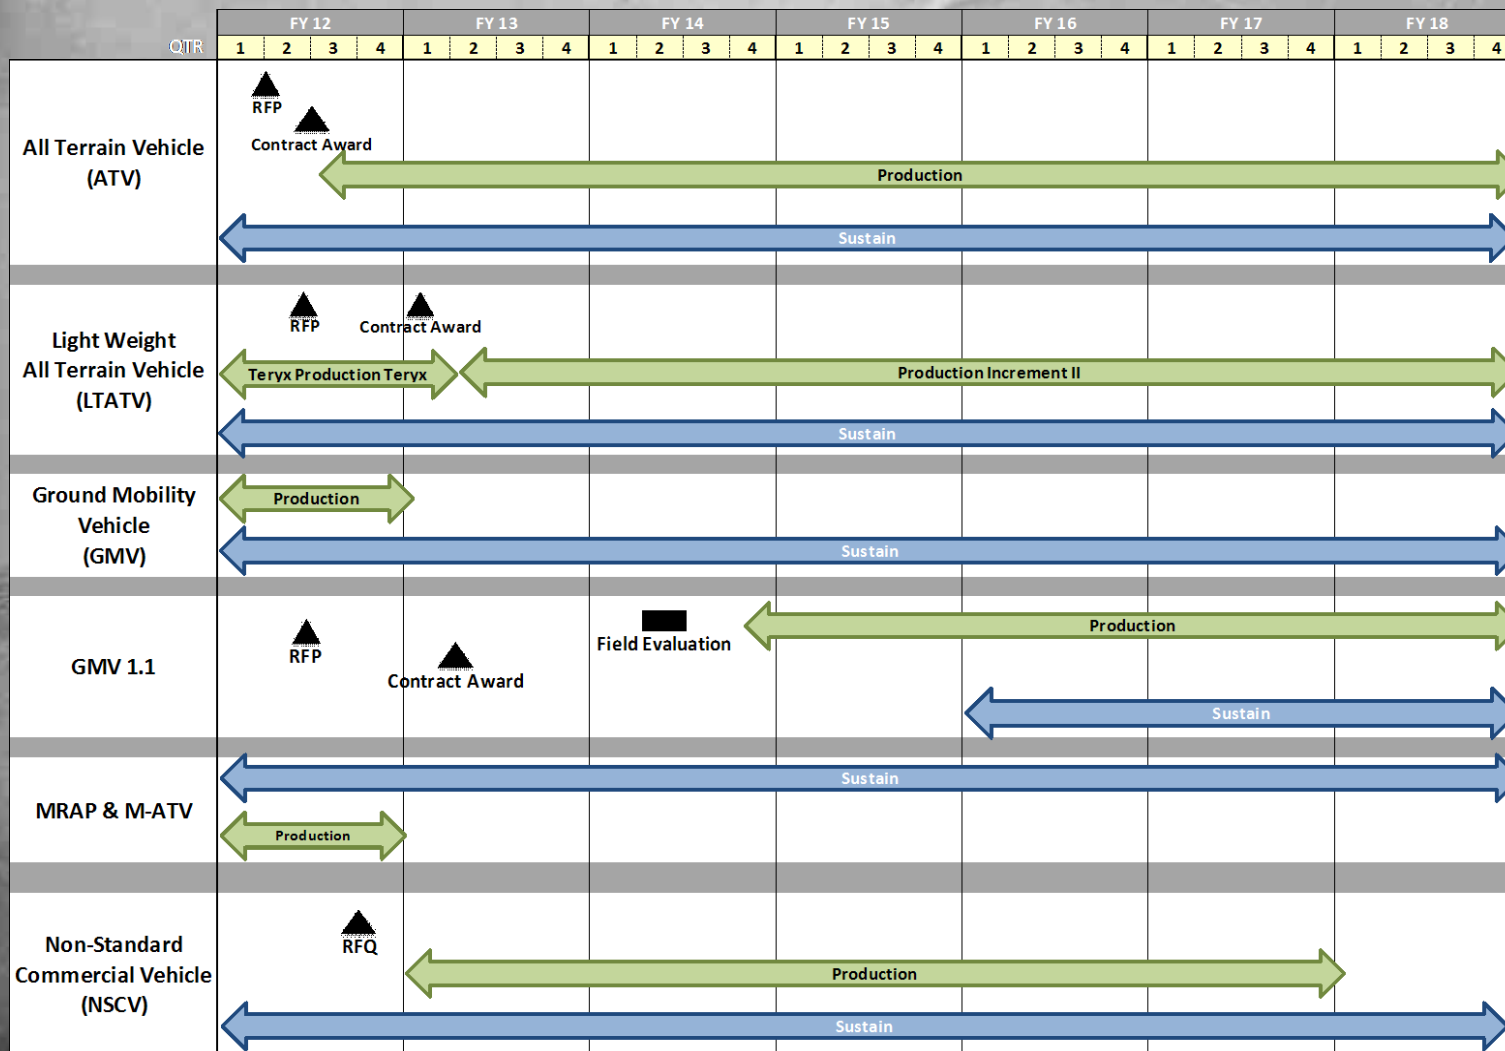 FY 12 FY 13 FY 14 FY 15 FY 16 FY 17 FY 18
QTR 1 2 3 4 1 2 3 4 1 2 3 4 1 2 3 4 1 2 3 4 1 2 3 4 1 2 3 4
All Terrain Vehicle
(ATV)
RFP
Contract Award
Production
Sustain
Light Weight
All Terrain Vehicle
(LTATV)
RFP
Contract Award
Teryx Production Teryx
Production Increment II
Sustain
Ground Mobility
Vehicle
(GMV)
Production
Sustain
GMV 1.1
RFP
Contract Award
Field Evaluation
Production
Sustain
MRAP & M-ATV
Sustain
Production
Non-Standard
Commercial Vehicle
(NSCV)
RFQ
Production
Sustain